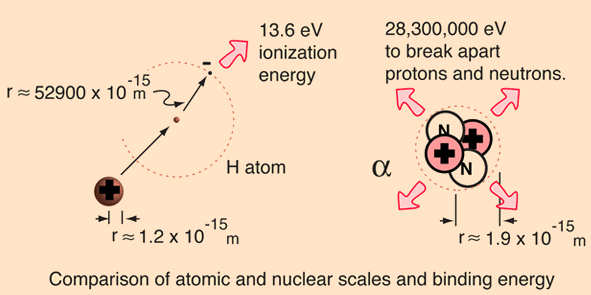 13.6 eV
ionization
energy
28,300,000 eV
to break apart
protons and neutrons.
r ≈ 52900 x 10 -15 m
-
H atom
+
r ≈ 1.2 x 10 -15 m
α
N
+
+
N
r ≈ 1.9 x 10 -15 m
Comparison of atomic and nuclear scales and binding energy